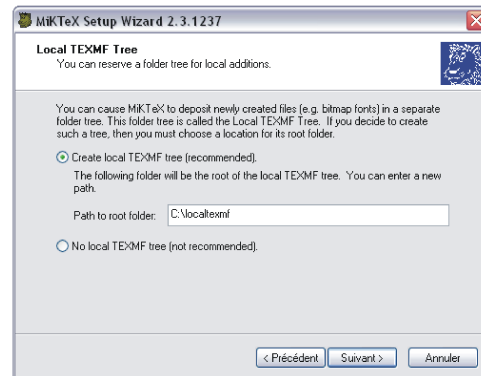 MiKTeX Setup Wizard 2.3.1237
Local TEXMF Tree
You can reserve a folder tree for local additions.
You can cause MiKTeX to deposit newly created files (e.g. bitmap fonts) in a separate
folder tree. This folder tree is called the Local TEXMF Tree. If you decide to create
such a tree, then you must choose a location for its root folder.
Create local TEXMF tree (recommended).
The following folder will be the root of the local TEXMF tree. You can enter a new
path.
Path to root folder: C:\localtexmf
No local TEXMF tree (not recommended).
< Précédent Suivant > Annuler